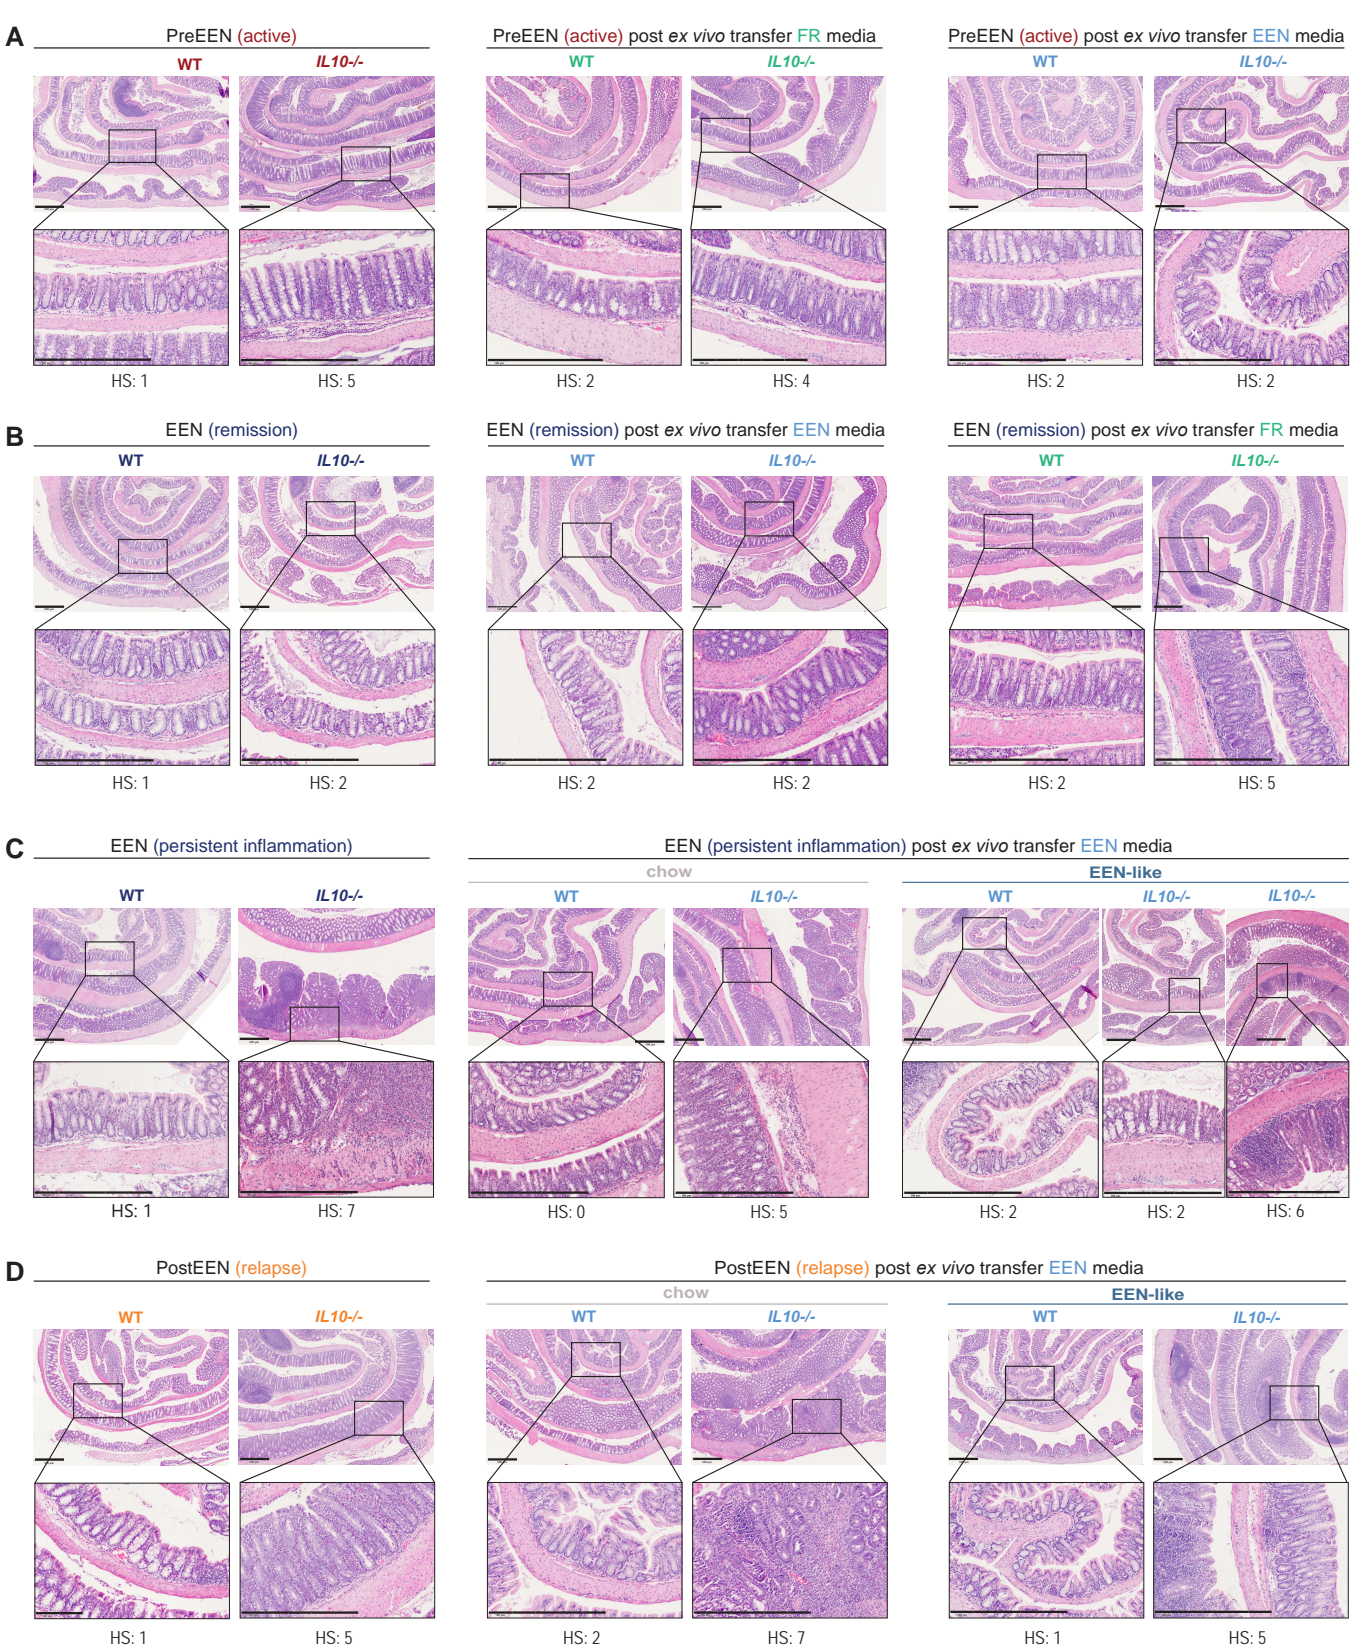 A
PreEEN (active)
PreEEN (active) post ex vivo transfer FR media
PreEEN (active) post ex vivo transfer EEN media
WT IL10-/-
WT IL10-/-
WT IL10-/-
HS: 1 HS: 5
HS: 2 HS: 4
HS: 2 HS: 2
B
EEN (remission)
EEN (remission) post ex vivo transfer EEN media
EEN (remission) post ex vivo transfer FR media
WT IL10-/-
WT IL10-/-
WT IL10-/-
HS: 1 HS: 2
HS: 2 HS: 2
HS: 2 HS: 5
C
EEN (persistent inflammation)
EEN (persistent inflammation) post ex vivo transfer EEN media
chow
EEN-like
WT IL10-/-
WT IL10-/-
WT IL10-/- IL10-/-
HS: 1 HS: 7
HS: 0 HS: 5
HS: 2 HS: 2 HS: 6
D
PostEEN (relapse)
PostEEN (relapse) post ex vivo transfer EEN media
chow
EEN-like
WT IL10-/-
WT IL10-/-
WT IL10-/-
HS: 1 HS: 5
HS: 2 HS: 7
HS: 1 HS: 5